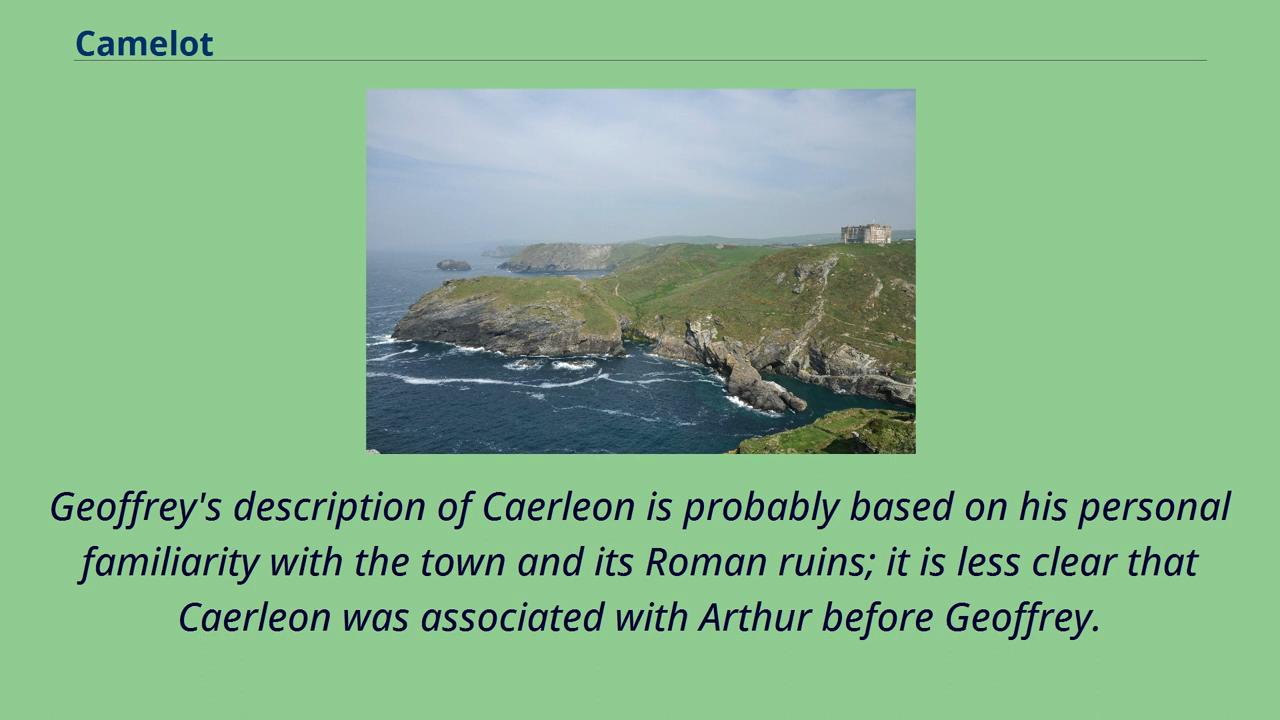 Camelot
Geoffrey's description of Caerleon is probably based on his personal
familiarity with the town and its Roman ruins; it is less clear that
Caerleon was associated with Arthur before Geoffrey.